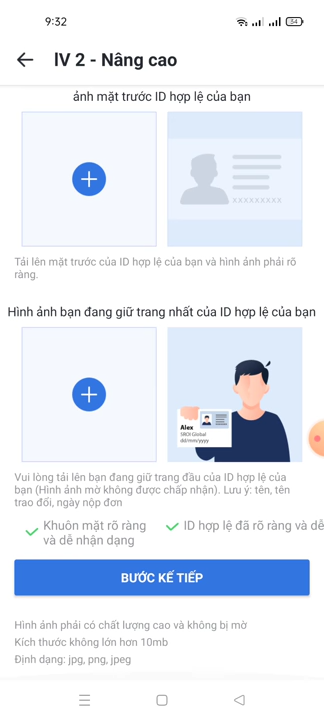 9:32
54
lV 2 - Nâng cao
ảnh mặt trước ID hợp lệ của bạn
XXXXXXXXX
Tải lên mặt trước của ID hợp lệ của bạn và hình ảnh phải rõ
ràng.
Hình ảnh bạn đang giữ trang nhất của ID hợp lệ của bạn
Alex
SROI Global
dd/mm/yyyy
Vui lòng tải lên bạn đang giữ trang đầu của ID hợp lệ của
bạn (Hình ảnh mờ không được chấp nhận). Lưu ý: tên, tên
trao đổi, ngày nộp đơn
Khuôn mặt rõ ràng
và dễ nhận dạng
ID hợp lệ đã rõ ràng và dễ
BƯỚC KẾ TIẾP
Hình ảnh phải có chất lượng cao và không bị mờ
Kích thước không lớn hơn 10mb
Định dạng: jpg, png, jpeg